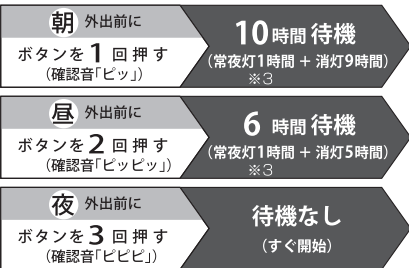 朝 外出前に
ボタンを1回押す
(確認音「ピッ」)
10時間 待機
(常夜灯1時間 + 消灯9時間)
※3
昼 外出前に
ボタンを2回押す
(確認音「ピッピッ」)
6 時間 待機
(常夜灯1時間 + 消灯5時間)
※3
夜 外出前に
ボタンを3回押す
(確認音「ピピピ」)
待機なし
(すぐ開始)